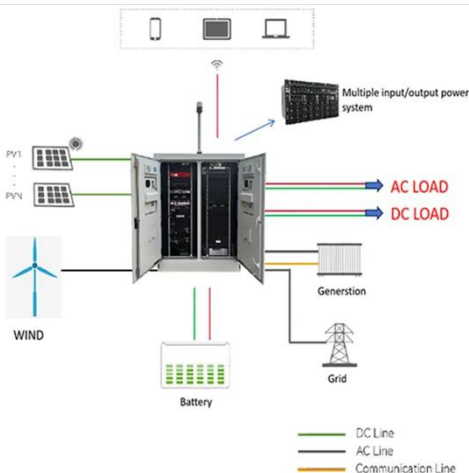 Multiple input/output power
system
PV1
PVN
AC LOAD
DC LOAD
WIND
Generstion
Grid
Battery
DC Line
AC Line
Communication Line